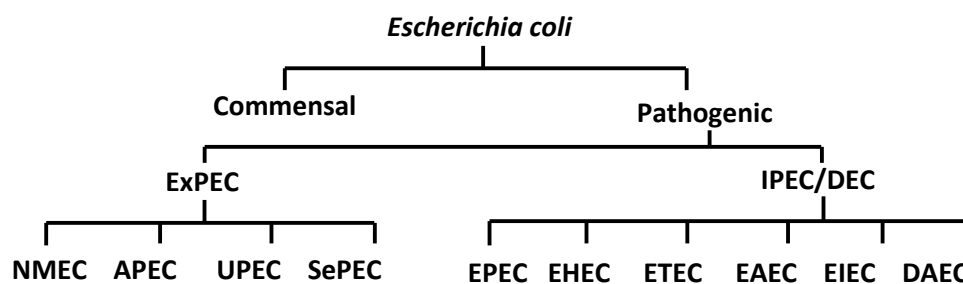 Escherichia coli
Commensal Pathogenic
ExPEC IPEC/DEC
NMEC APEC UPEC SePEC EPEC EHEC ETEC EAEC EIEC DAEC